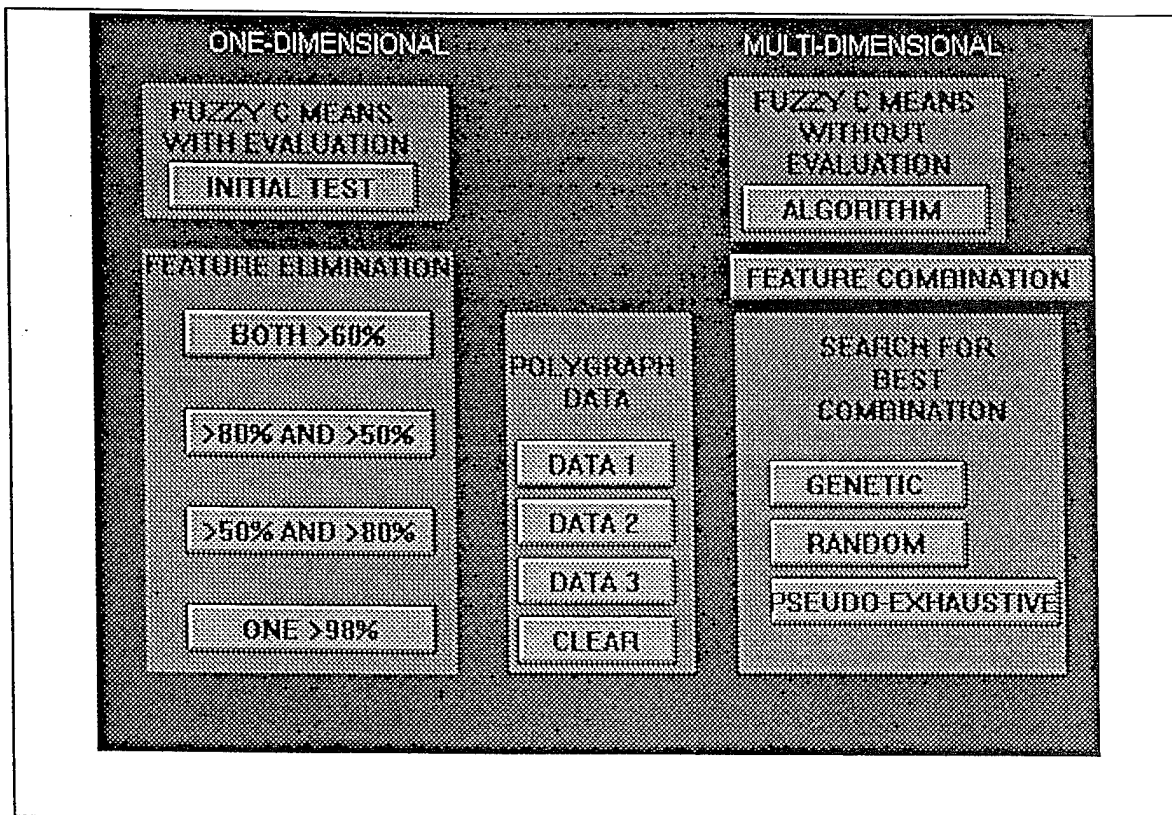 ONE-DIMENSIONAL
FUZZY C MEANS
WITH EVALUATION
INITIAL TEST
FEATURE ELIMINATION
BOTH >60%
>80% AND >50%
>50% AND >80%
ONE >98%
POLYGRAPH
DATA
DATA 1
DATA 2
DATA 3
CLEAR
MULTI-DIMENSIONAL
FUZZY C MEANS
WITHOUT
EVALUATION
ALGORITHM
FEATURE COMBINATION
SEARCH FOR
BEST
COMBINATION
GENETIC
RANDOM
PSEUDO-EXHAUSTIVE